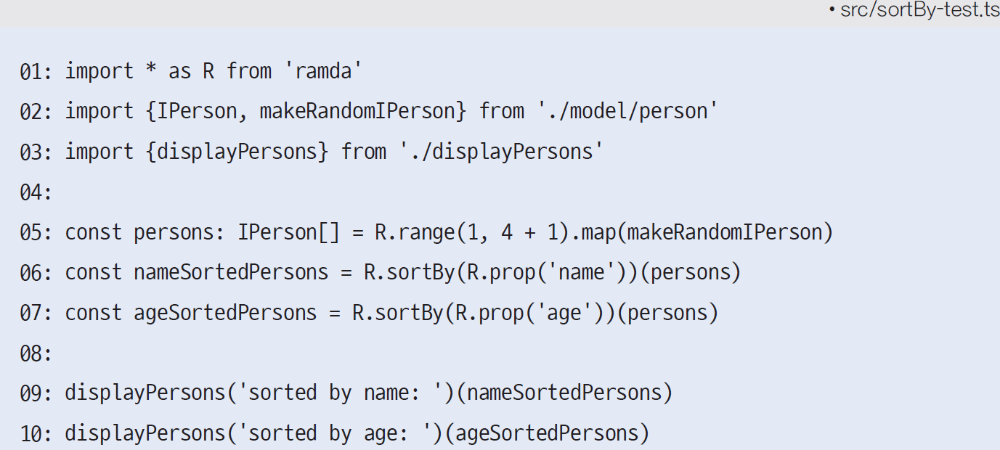 • src/sortBy-test.ts
01: import * as R from 'ramda'
02: import {IPerson, makeRandomIPerson} from './model/person'
03: import {displayPersons} from './displayPersons'
04:
05: const persons: IPerson[] = R.range(1, 4 + 1).map(makeRandomIPerson)
06: const nameSortedPersons = R.sortBy(R.prop('name'))(persons)
07: const ageSortedPersons = R.sortBy(R.prop('age'))(persons)
08:
09: displayPersons('sorted by name: ')(nameSortedPersons)
10: displayPersons('sorted by age: ')(ageSortedPersons)